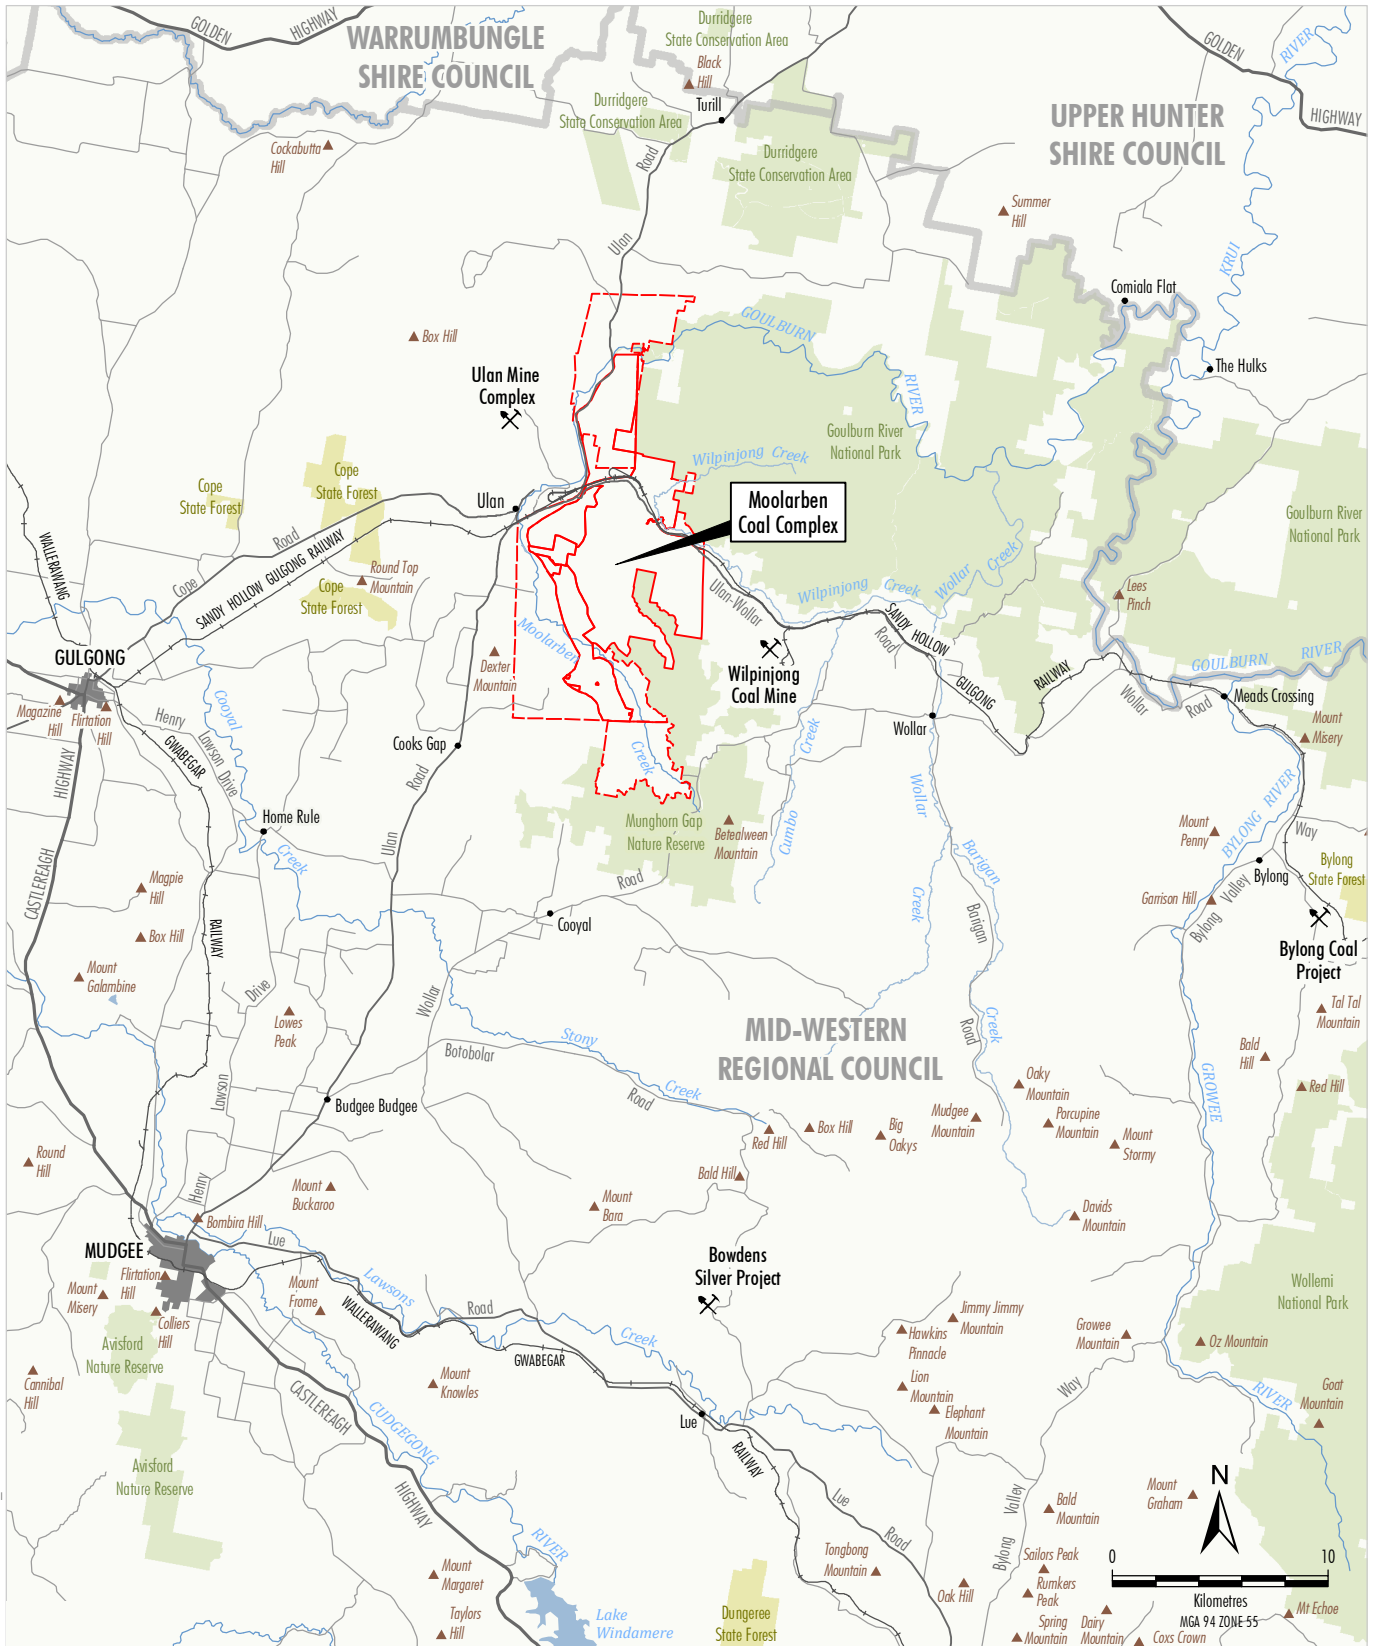 GOLDEN
HIGHWAY
WARRUMBUNGLE
SHIRE COUNCIL
Durridgere
State Conservation Area
Black
Hill
Turill
GOLDEN
HIGHWAY
RIVER
UPPER HUNTER
SHIRE COUNCIL
Durridgere
State Conservation Area
Durridgere
State Conservation Area
Cockabutta
Hill
Road
Ulan
Summer
Hill
KRUI
Comiala Flat
The Hulks
Box Hill
GOULBURN
RIVER
Ulan Mine
Complex
Goulburn River
National Park
Wilpinjong Creek
Cope
State Forest
Cope
State Forest
Ulan
Moolarben
Coal Complex
Goulburn River
National Park
WALLERAWANG
Road
Cope
SANDY HOLLOW GULGONG RAILWAY
Round Top
Mountain
Cope
State Forest
Wilpinjong Creek
Wollar Creek
Lees
Pinch
Ulan-Wollar
Road
SANDY HOLLOW
GULGONG
RAILWAY
Moolarben
Creek
GULGONG
Dexter
Mountain
Wilpinjong
Coal Mine
GOULBURN
RIVER
Magazine
Hill
Flirtation
Hill
Henry
Lawson Drive
GWABEGAR
Cooyal
Creek
Cooks Gap
Wollar
Wollar
Road
Meads Crossing
Mount
Misery
HIGHWAY
CASTLEREAGH
Road
Ulan
Home Rule
Munghorn Gap
Nature Reserve
Betealween
Mountain
Cumbo
Creek
Wollar
Creek
Barigan
Creek
Mount
Penny
BYLONG RIVER
Way
Bylong
Bylong
State Forest
Magpie
Hill
Box Hill
RAILWAY
Road
Cooyal
Barigan
Road
Garrison Hill
Bylong Valley
Bylong Coal
Project
Mount
Galambine
Drive
Lowes
Peak
Wollar
Stony
Creek
Botobolar
Road
MID-WESTERN
REGIONAL COUNCIL
Tal Tal
Mountain
Bald
Hill
Red Hill
GROWEE
Lawson
Budgee Budgee
Oaky
Mountain
Mudgee
Mountain
Porcupine
Mountain
Mount
Stormy
Red Hill
Box Hill
Big
Oakys
Round
Hill
Henry
Mount
Buckaroo
Bald Hill
Mount
Bara
Davids
Mountain
Bombira Hill
MUDGEE
Lue
Bowdens
Silver Project
Flirtation
Hill
Mount
Misery
Mount
Frome
Lawsons
Creek
Road
WALLERAWANG
GWABEGAR
Wollemi
National Park
Colliers
Hill
Avisford
Nature Reserve
Jimmy Jimmy
Mountain
Hawkins
Pinnacle
Growee
Mountain
Oz Mountain
Cannibal
Hill
Mount
Knowles
Lion
Mountain
Elephant
Mountain
Way
RIVER
Goat
Mountain
CASTLEREAGH
HIGHWAY
CUDGEGONG
RIVER
Lue
RAILWAY
Lue
Road
Avisford
Nature Reserve
Mount
Graham
Bald
Mountain
Bylong
Valley
N
Mount
Margaret
Tongbong
Mountain
Sailors Peak
Rumkers
Peak
Oak Hill
0
10
Kilometres
MGA 94 ZONE 55
Taylors
Hill
Lake
Windamere
Dungeree
State Forest
Spring
Mountain
Dairy
Mountain
Coxs Crown
Mt Echoe